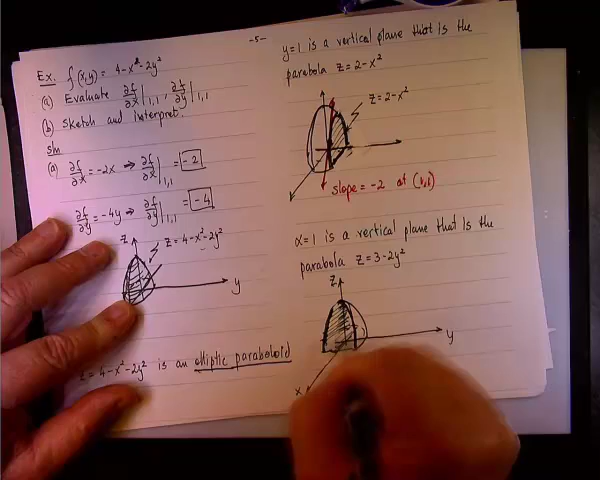 -5-
Ex. f(x,y) = 4-x²-2y²
(a) Evaluate ∂f/∂x|1,1 , ∂f/∂y|1,1
(b) Sketch and interpret.
Sln
(a) ∂f/∂x = -2x → ∂f/∂x|1,1 = -2
∂f/∂y = -4y → ∂f/∂y|1,1 = -4
z
z = 4-x²-2y²
y
z = 4-x²-2y² is an elliptic paraboloid
y=1 is a vertical plane that is the
parabola z=2-x²
z=2-x²
slope = -2 at (1,1)
x=1 is a vertical plane that is the
parabola z=3-2y²
z
y
x